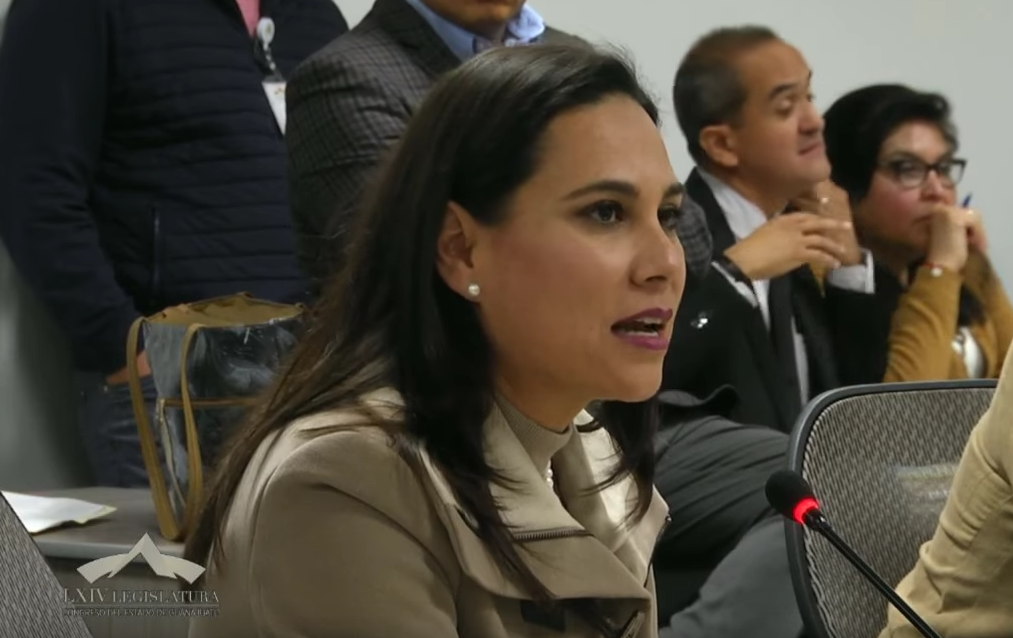 LXIV LEGISLATURA
CONGRESO DEL ESTADO DE GUANAJUATO